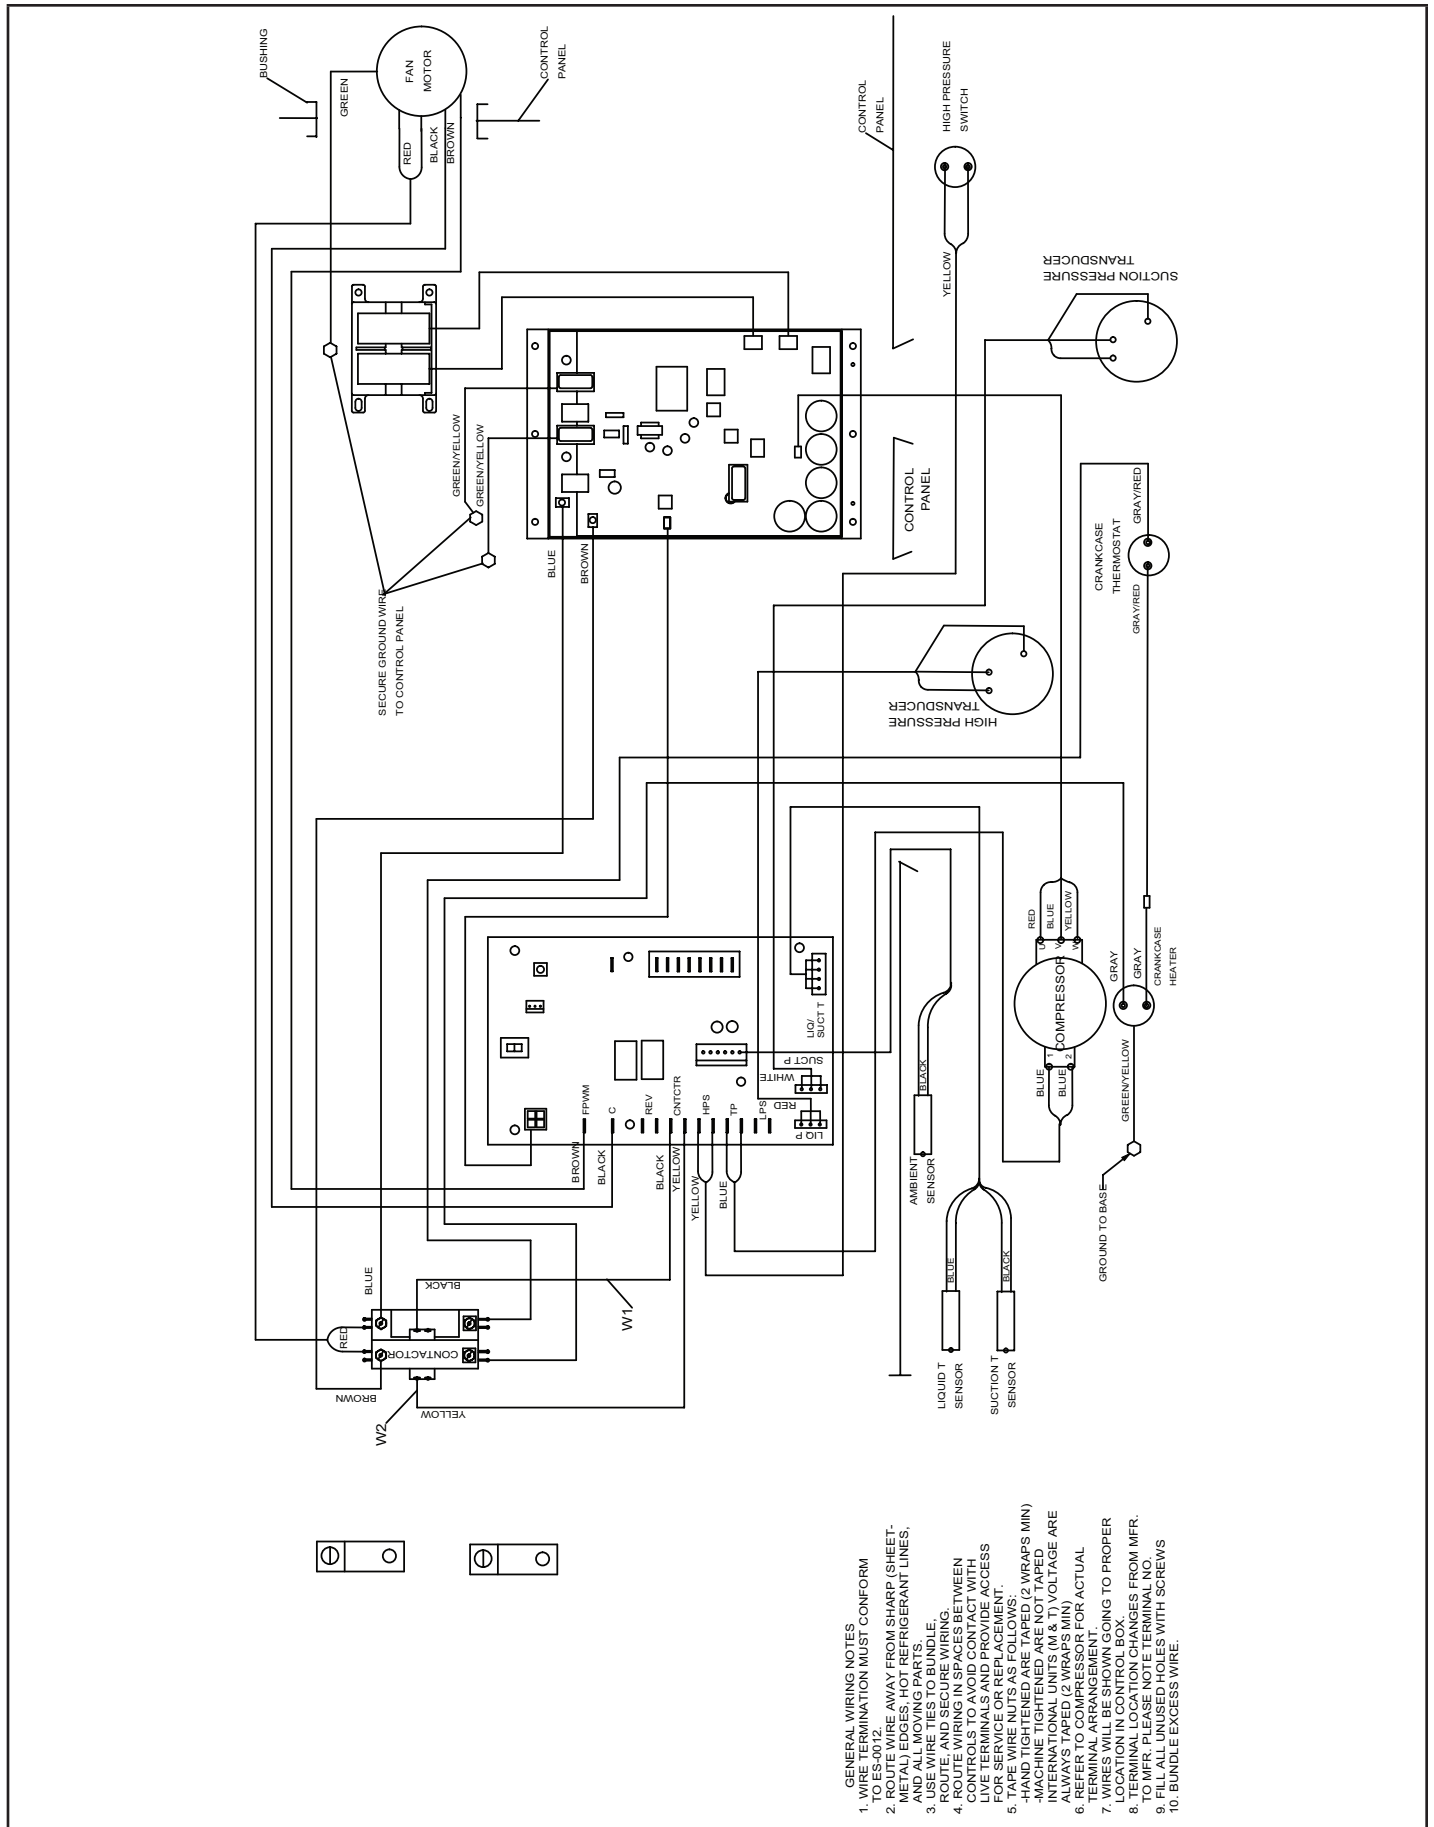 BUSHING
GREEN
FAN
MOTOR
CONTROL
PANEL
RED
BLACK
BROWN
CONTROL
PANEL
HIGH PRESSURE
SWITCH
YELLOW
SUCTION PRESSURE
TRANSDUCER
GREEN/YELLOW
GREEN/YELLOW
BLUE
BROWN
CONTROL
PANEL
SECURE GROUND WIRE
TO CONTROL PANEL
CRANKCASE
THERMOSTAT
GRAY/RED
GRAY/RED
HIGH PRESSURE
TRANSDUCER
RED
BLUE
YELLOW
U
V
W
COMPRESSOR
1
2
BLUE
BLUE
GRAY
GRAY
CRANKCASE
HEATER
GREEN/YELLOW
GROUND TO BASE
LIQ/
SUCT T
SUCT P
WHITE
RED
LIQ P
FPWM
C
REV
CNTCTR
HPS
TP
LPS
BROWN
BLACK
BLACK
YELLOW
YELLOW
BLUE
BLACK
AMBIENT
SENSOR
BLUE
BLACK
LIQUID T
SENSOR
SUCTION T
SENSOR
BLUE
BLACK
RED
CONTACTOR
BROWN
YELLOW
W1
W2
GENERAL WIRING NOTES
1. WIRE TERMINATION MUST CONFORM
TO ES-0012.
2. ROUTE WIRE AWAY FROM SHARP (SHEET-
METAL) EDGES, HOT REFRIGERANT LINES,
AND ALL MOVING PARTS.
3. USE WIRE TIES TO BUNDLE,
ROUTE, AND SECURE WIRING.
4. ROUTE WIRING IN SPACES BETWEEN
CONTROLS TO AVOID CONTACT WITH
LIVE TERMINALS AND PROVIDE ACCESS
FOR SERVICE OR REPLACEMENT.
5. TAPE WIRE NUTS AS FOLLOWS:
-HAND TIGHTENED ARE TAPED (2 WRAPS MIN)
-MACHINE TIGHTENED ARE NOT TAPED
INTERNATIONAL UNITS (M & T) VOLTAGE ARE
ALWAYS TAPED (2 WRAPS MIN)
6. REFER TO COMPRESSOR FOR ACTUAL
TERMINAL ARRANGEMENT.
7. WIRES WILL BE SHOWN GOING TO PROPER
LOCATION IN CONTROL BOX.
8. TERMINAL LOCATION CHANGES FROM MFR.
TO MFR. PLEASE NOTE TERMINAL NO.
9. FILL ALL UNUSED HOLES WITH SCREWS
10. BUNDLE EXCESS WIRE.